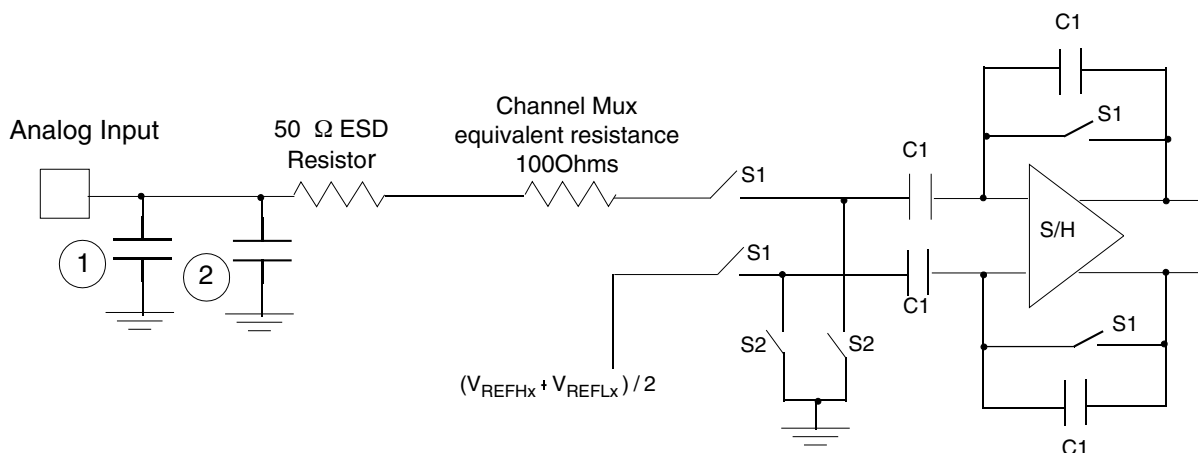 C1
Analog Input
50 Ω ESD
Resistor
Channel Mux
equivalent resistance
100Ohms
S1
C1
S1
S/H
1
2
S1
C1
S1
S2
S2
(VREFHx + VREFLx) / 2
C1